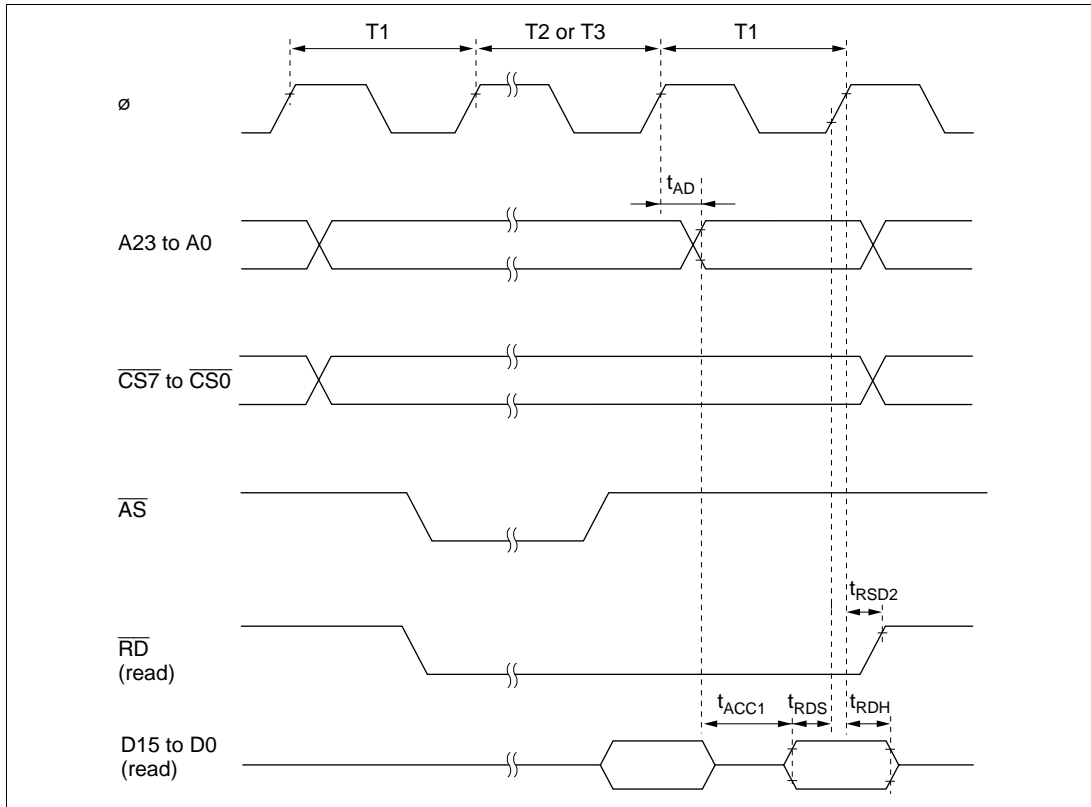 T1 T2 or T3 T1
ø
tAD
A23 to A0
CS7 to CS0
AS
tRSD2
RD
(read)
tACC1 tRDS tRDH
D15 to D0
(read)